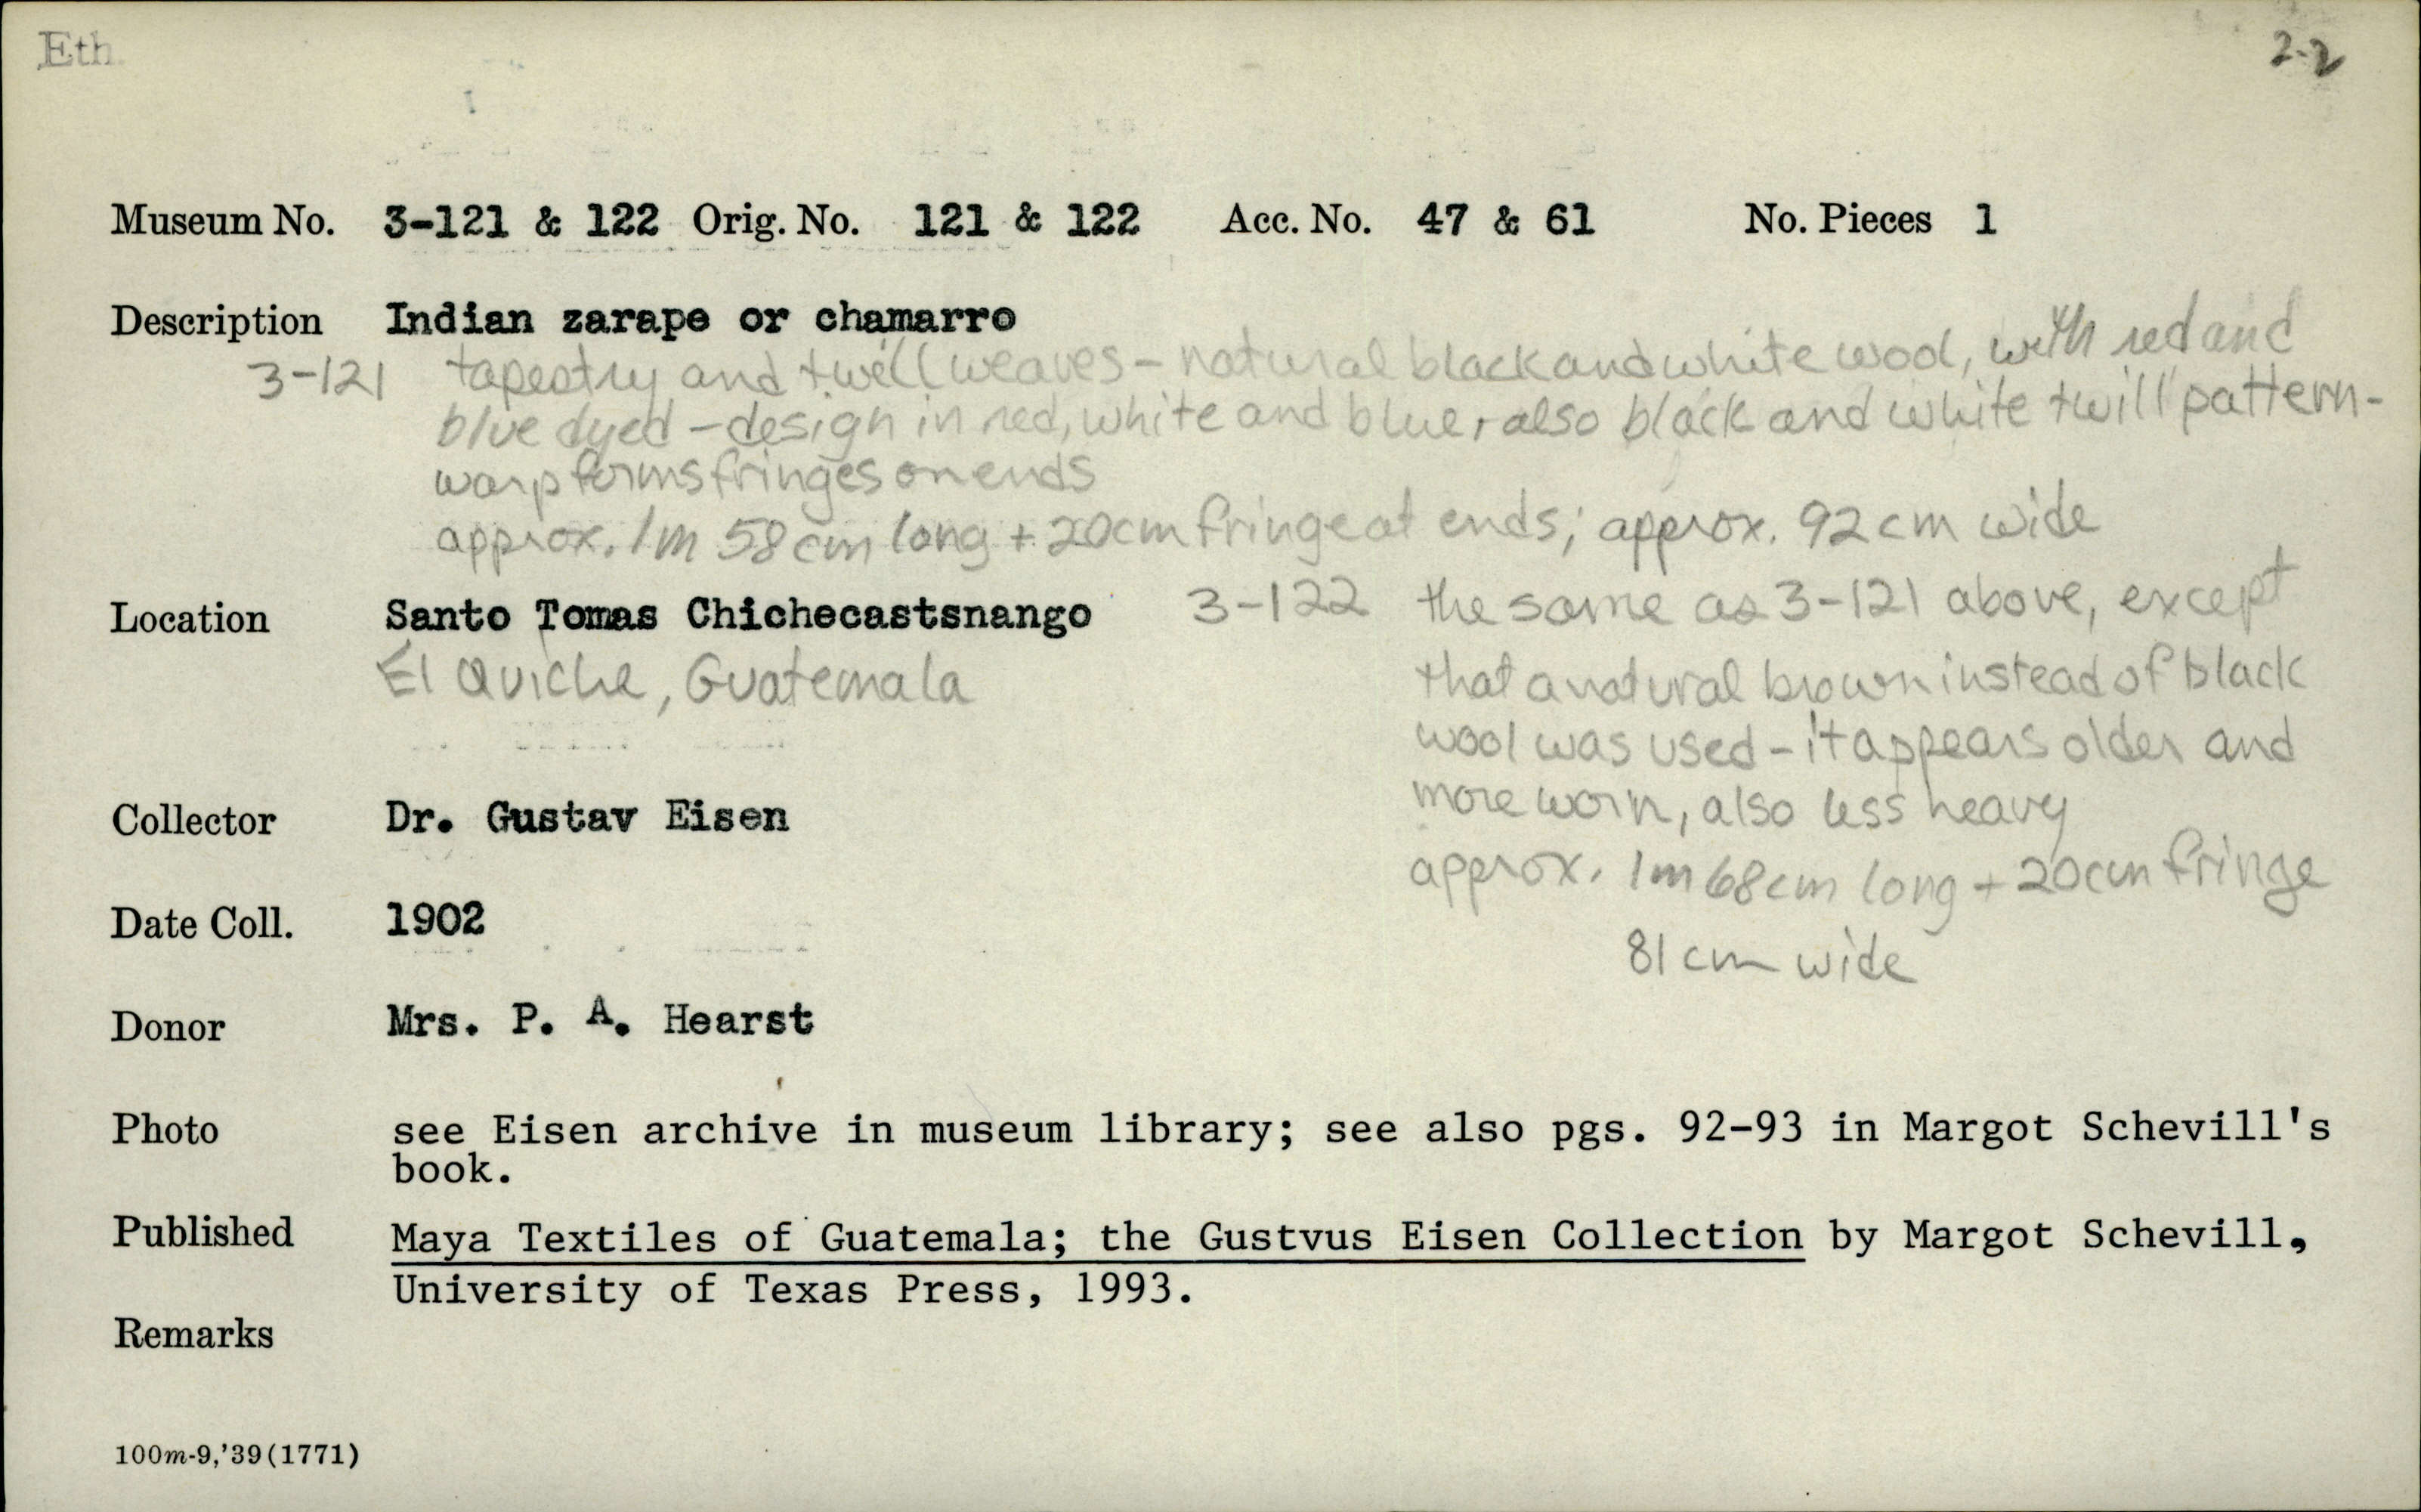 Eth.
2-2
Museum No. 3-121 & 122 Orig. No. 121 & 122 Acc. No. 47 & 61 No. Pieces 1
Description Indian zarape or chamarro
3-121 tapestry and twill weaves - natural black and white wool, with red and
blue dyed - design in red, white and blue, also black and white twill pattern-
warp forms fringes on ends
approx. 1m 58 cm long + 20cm fringe at ends; approx. 92 cm wide
Location Santo Tomas Chichecastsnango
El Quiche, Guatemala
3-122 the same as 3-121 above, except
that a natural brown instead of black
wool was used - it appears older and
more worn, also less heavy
approx. 1m 68cm long + 20cm fringe
81 cm wide
Collector Dr. Gustav Eisen
Date Coll. 1902
Donor Mrs. P. A. Hearst
Photo see Eisen archive in museum library; see also pgs. 92-93 in Margot Schevill's
book.
Published Maya Textiles of Guatemala; the Gustvus Eisen Collection by Margot Schevill,
University of Texas Press, 1993.
Remarks
100m-9,'39(1771)